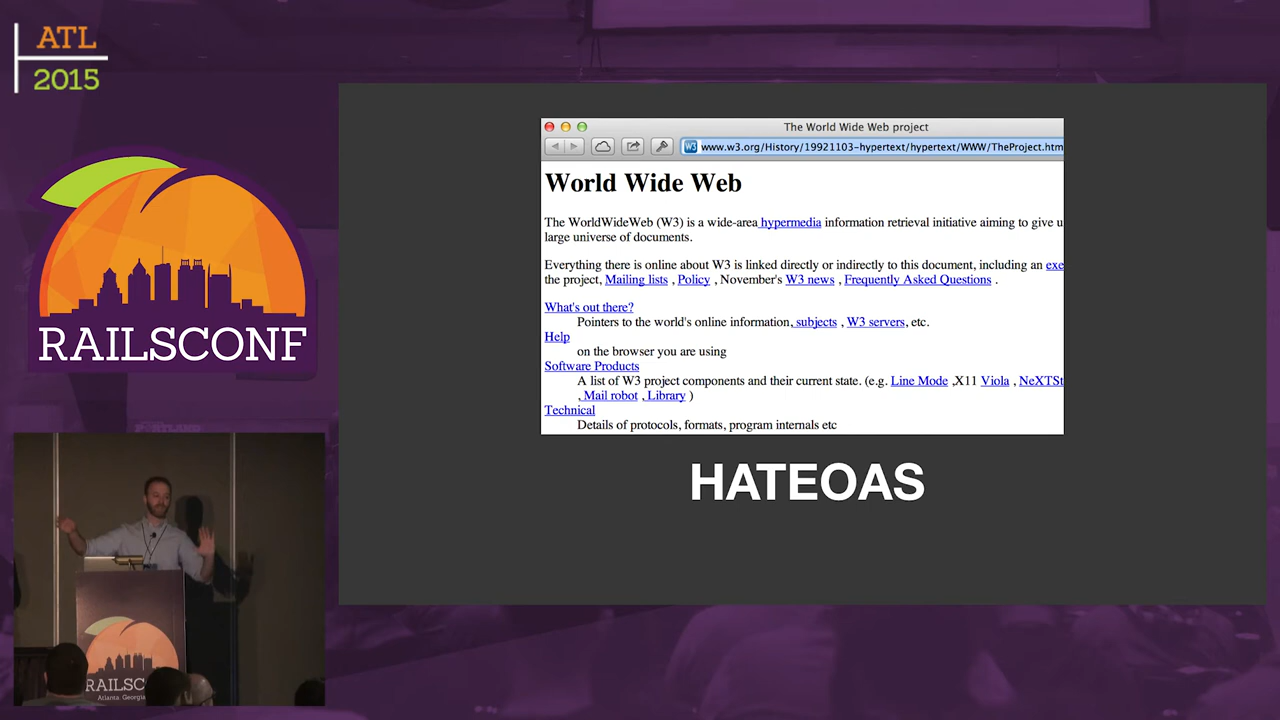 ATL
2015
RAILSCONF
The World Wide Web project
W3 www.w3.org/History/19921103-hypertext/hypertext/WWW/TheProject.htm
World Wide Web
The WorldWideWeb (W3) is a wide-area hypermedia information retrieval initiative aiming to give u
large universe of documents.
Everything there is online about W3 is linked directly or indirectly to this document, including an exe
the project, Mailing lists , Policy , November's W3 news , Frequently Asked Questions .
What's out there?
Pointers to the world's online information, subjects , W3 servers, etc.
Help
on the browser you are using
Software Products
A list of W3 project components and their current state. (e.g. Line Mode ,X11 Viola , NeXTSt
, Mail robot , Library )
Technical
Details of protocols, formats, program internals etc
HATEOAS
PORTLAND
RAILSC
Atlanta Georgia